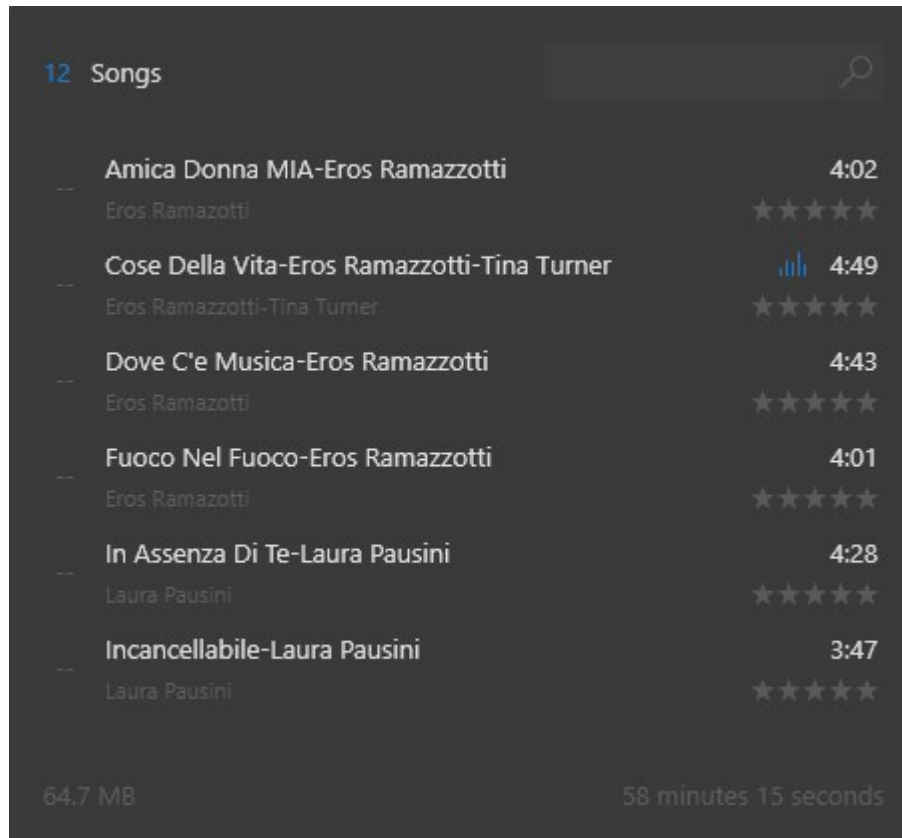 12 Songs
Amica Donna MIA-Eros Ramazzotti 4:02
--
Eros Ramazotti
Cose Della Vita-Eros Ramazzotti-Tina Turner 4:49
--
Eros Ramazzotti-Tina Turner
Dove C'e Musica-Eros Ramazzotti 4:43
--
Eros Ramazotti
Fuoco Nel Fuoco-Eros Ramazzotti 4:01
--
Eros Ramazotti
In Assenza Di Te-Laura Pausini 4:28
--
Laura Pausini
Incancellabile-Laura Pausini 3:47
--
Laura Pausini
64.7 MB 58 minutes 15 seconds